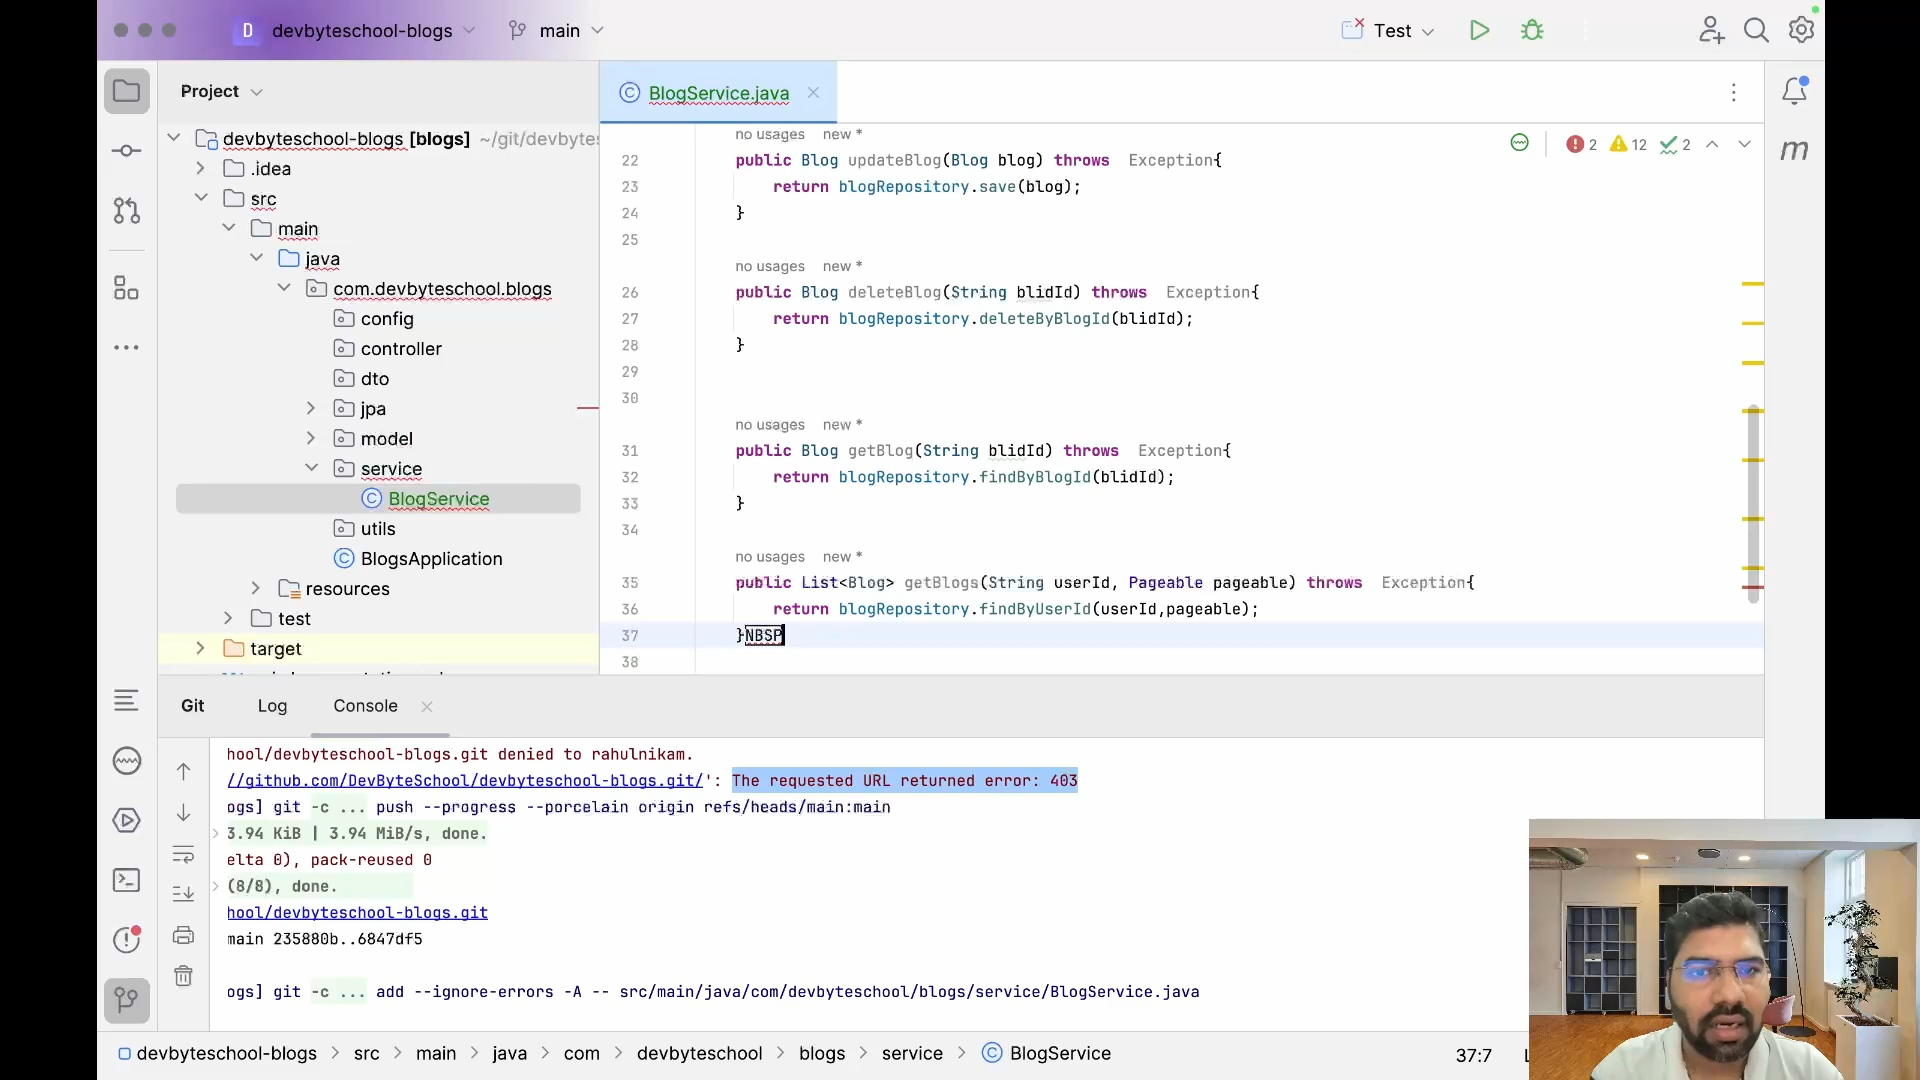 D devbyteschool-blogs main Test
Project
BlogService.java
devbyteschool-blogs [blogs] ~/git/devbytes
.idea
src
main
java
com.devbyteschool.blogs
config
controller
dto
jpa
model
service
BlogService
utils
BlogsApplication
resources
test
target
2 12 2
no usages new *
22 public Blog updateBlog(Blog blog) throws Exception{
23 return blogRepository.save(blog);
24 }
25
no usages new *
26 public Blog deleteBlog(String blidId) throws Exception{
27 return blogRepository.deleteByBlogId(blidId);
28 }
29
30
no usages new *
31 public Blog getBlog(String blidId) throws Exception{
32 return blogRepository.findByBlogId(blidId);
33 }
34
no usages new *
35 public List<Blog> getBlogs(String userId, Pageable pageable) throws Exception{
36 return blogRepository.findByUserId(userId,pageable);
37 }NBSP
38
m
Git Log Console
hool/devbyteschool-blogs.git denied to rahulnikam.
//github.com/DevByteSchool/devbyteschool-blogs.git/': The requested URL returned error: 403
ogs] git -c ... push --progress --porcelain origin refs/heads/main:main
3.94 KiB | 3.94 MiB/s, done.
elta 0), pack-reused 0
(8/8), done.
hool/devbyteschool-blogs.git
main 235880b..6847df5
ogs] git -c ... add --ignore-errors -A -- src/main/java/com/devbyteschool/blogs/service/BlogService.java
devbyteschool-blogs > src > main > java > com > devbyteschool > blogs > service > BlogService
37:7